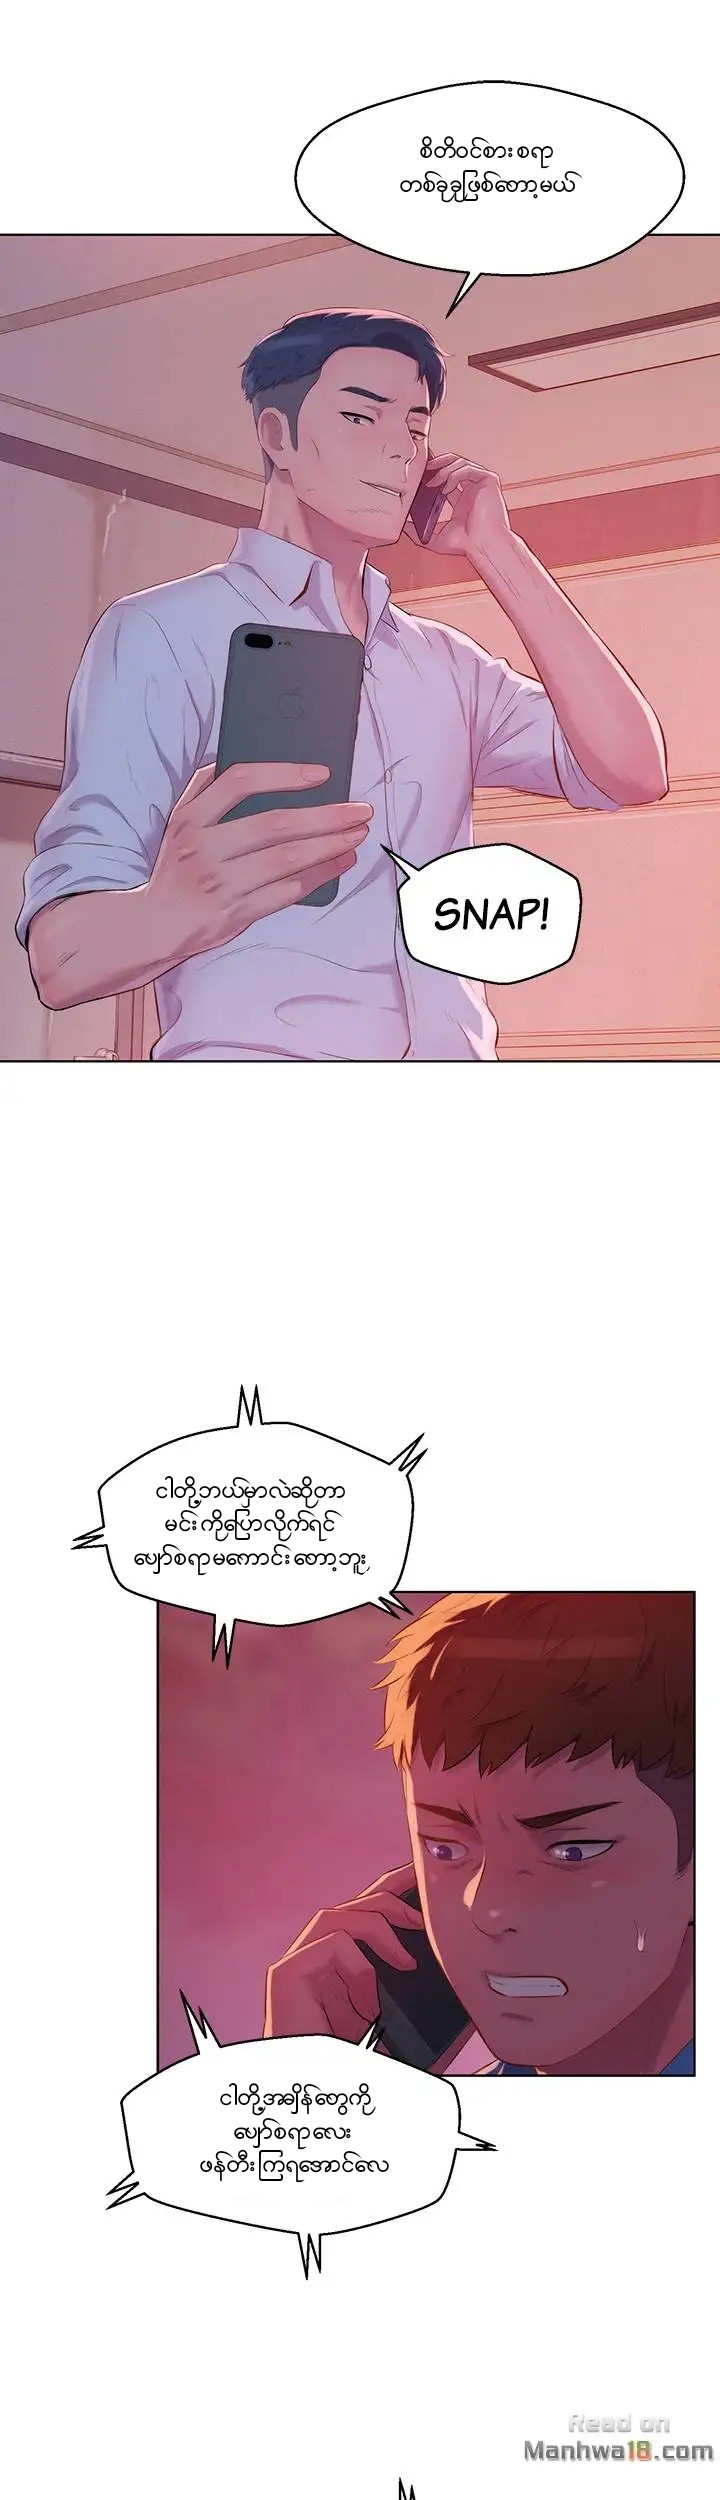 စိတ်ဝင်စားစရာ
တစ်ခုခုဖြစ်တော့မယ်
SNAP!
ငါတို့ဘယ်မှာလဲဆိုတာ
မင်းကိုပြောလိုက်ရင်
ပျော်စရာမကောင်းတော့ဘူး
ငါတို့အချိန်တွေကို
ပျော်စရာလေး
ဖန်တီးကြရအောင်လေ
Read on
Manhwa18.com